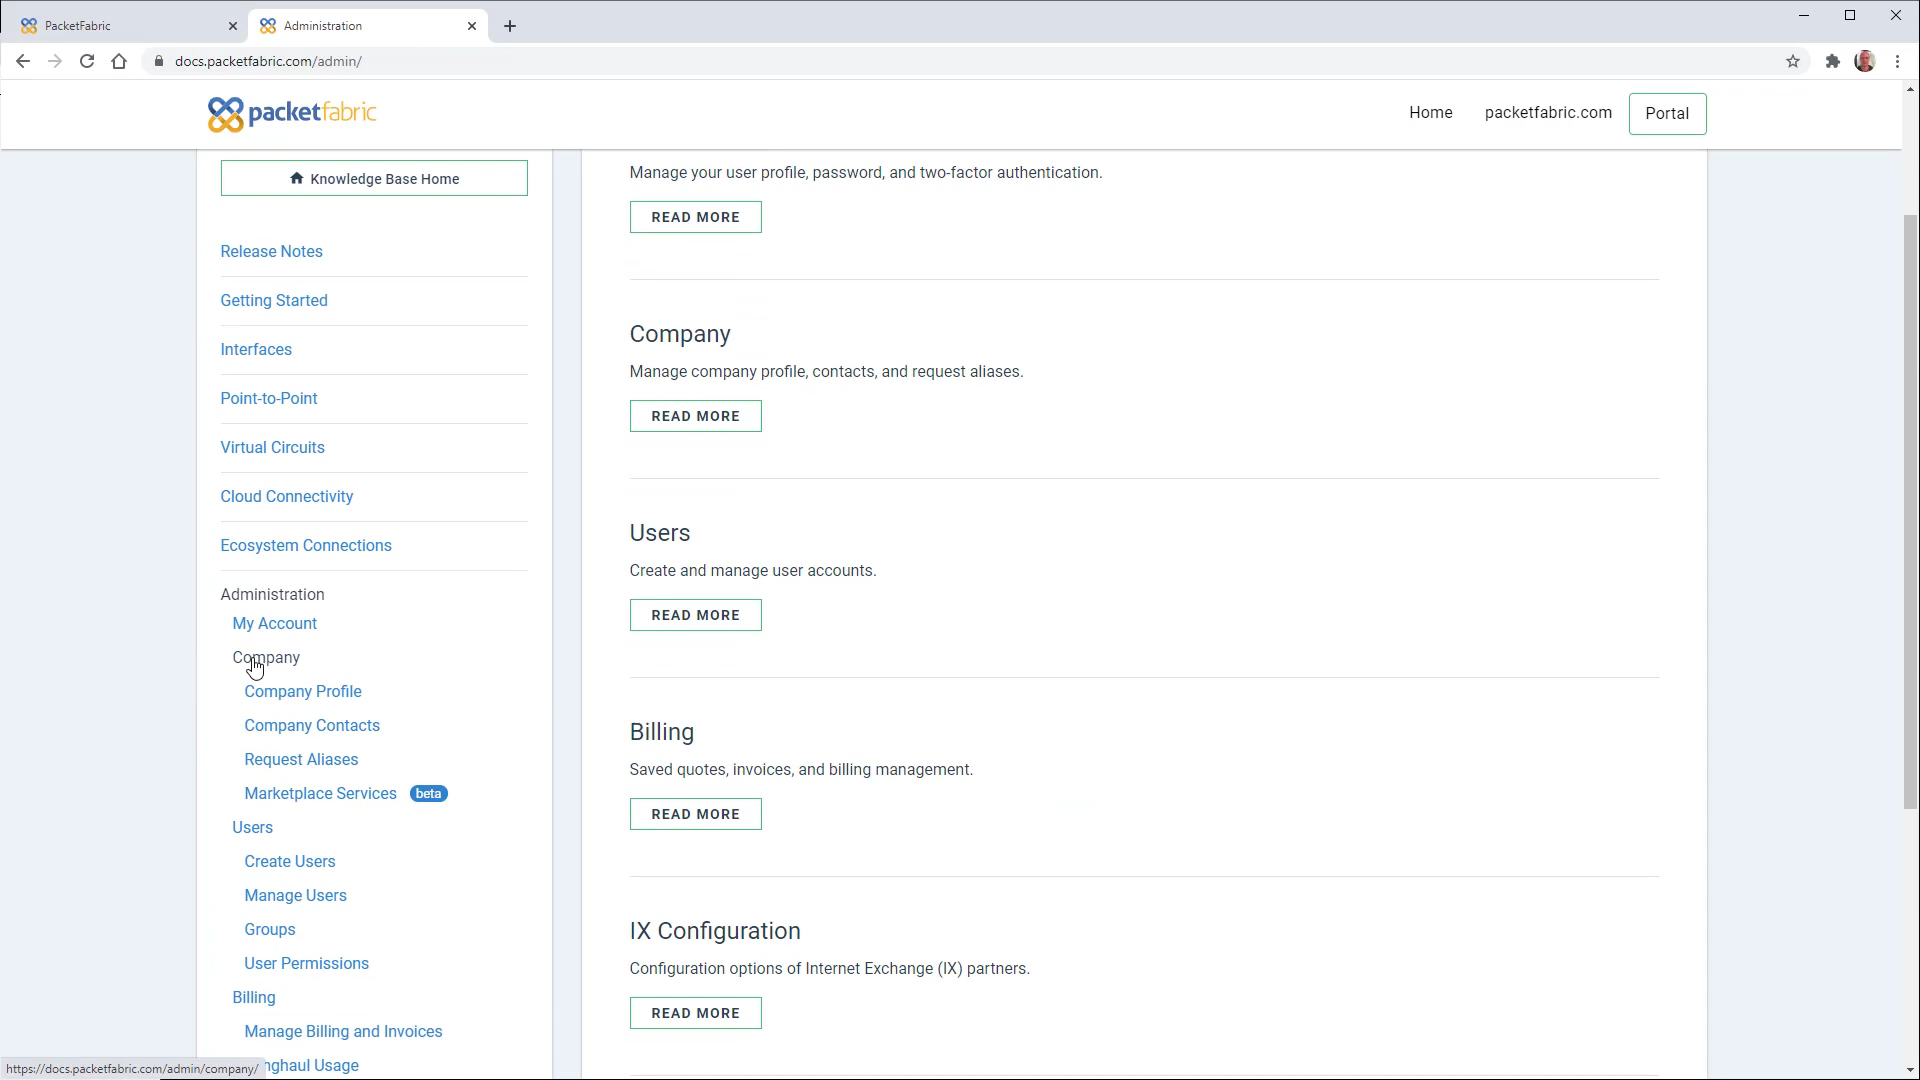 PacketFabric
Administration
docs.packetfabric.com/admin/
packetfabric
Home
packetfabric.com
Portal
Knowledge Base Home
Release Notes
Getting Started
Interfaces
Point-to-Point
Virtual Circuits
Cloud Connectivity
Ecosystem Connections
Administration
My Account
Company
Company Profile
Company Contacts
Request Aliases
Marketplace Services beta
Users
Create Users
Manage Users
Groups
User Permissions
Billing
Manage Billing and Invoices
nghaul Usage
Manage your user profile, password, and two-factor authentication.
READ MORE
Company
Manage company profile, contacts, and request aliases.
READ MORE
Users
Create and manage user accounts.
READ MORE
Billing
Saved quotes, invoices, and billing management.
READ MORE
IX Configuration
Configuration options of Internet Exchange (IX) partners.
READ MORE
https://docs.packetfabric.com/admin/company/